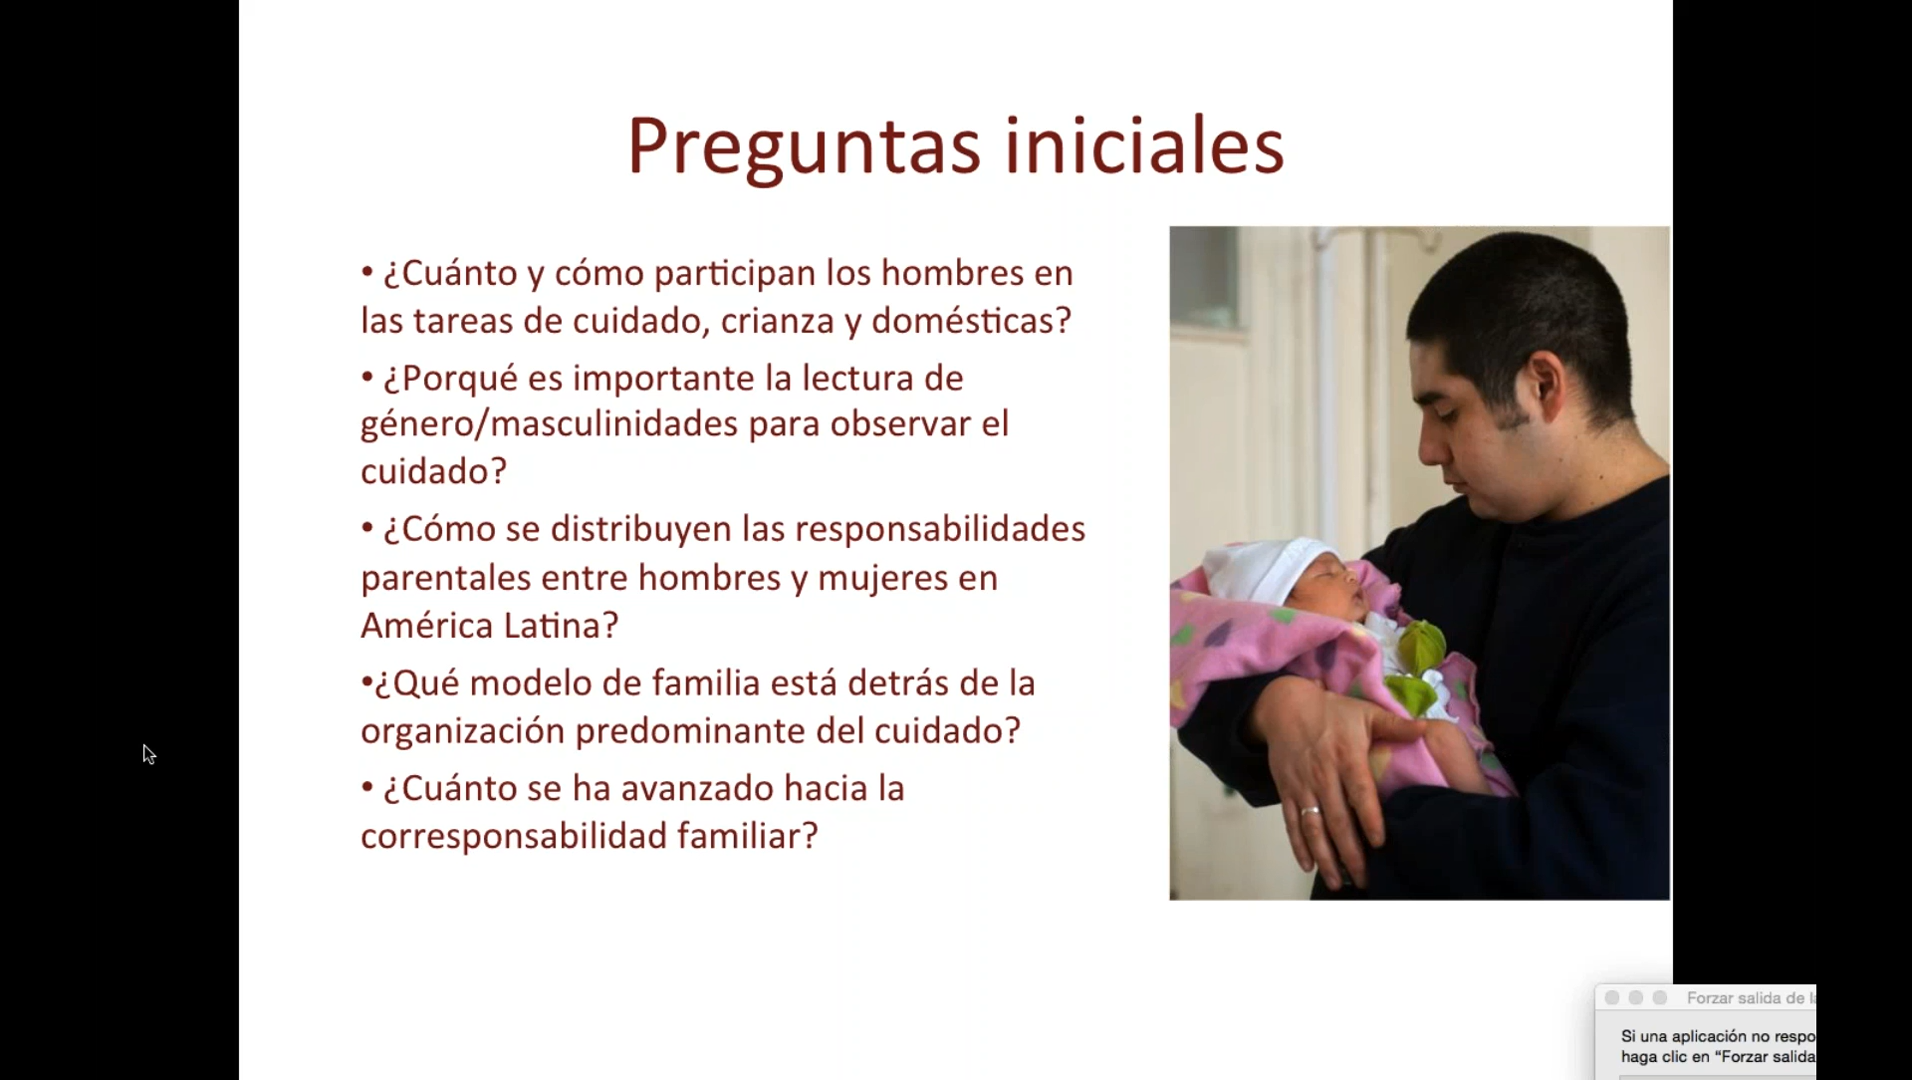 Preguntas iniciales
• ¿Cuánto y cómo participan los hombres en
las tareas de cuidado, crianza y domésticas?
• ¿Porqué es importante la lectura de
género/masculinidades para observar el
cuidado?
• ¿Cómo se distribuyen las responsabilidades
parentales entre hombres y mujeres en
América Latina?
•¿Qué modelo de familia está detrás de la
organización predominante del cuidado?
• ¿Cuánto se ha avanzado hacia la
corresponsabilidad familiar?
Forzar salida de
Si una aplicación no
haga clic en “Forzar salida